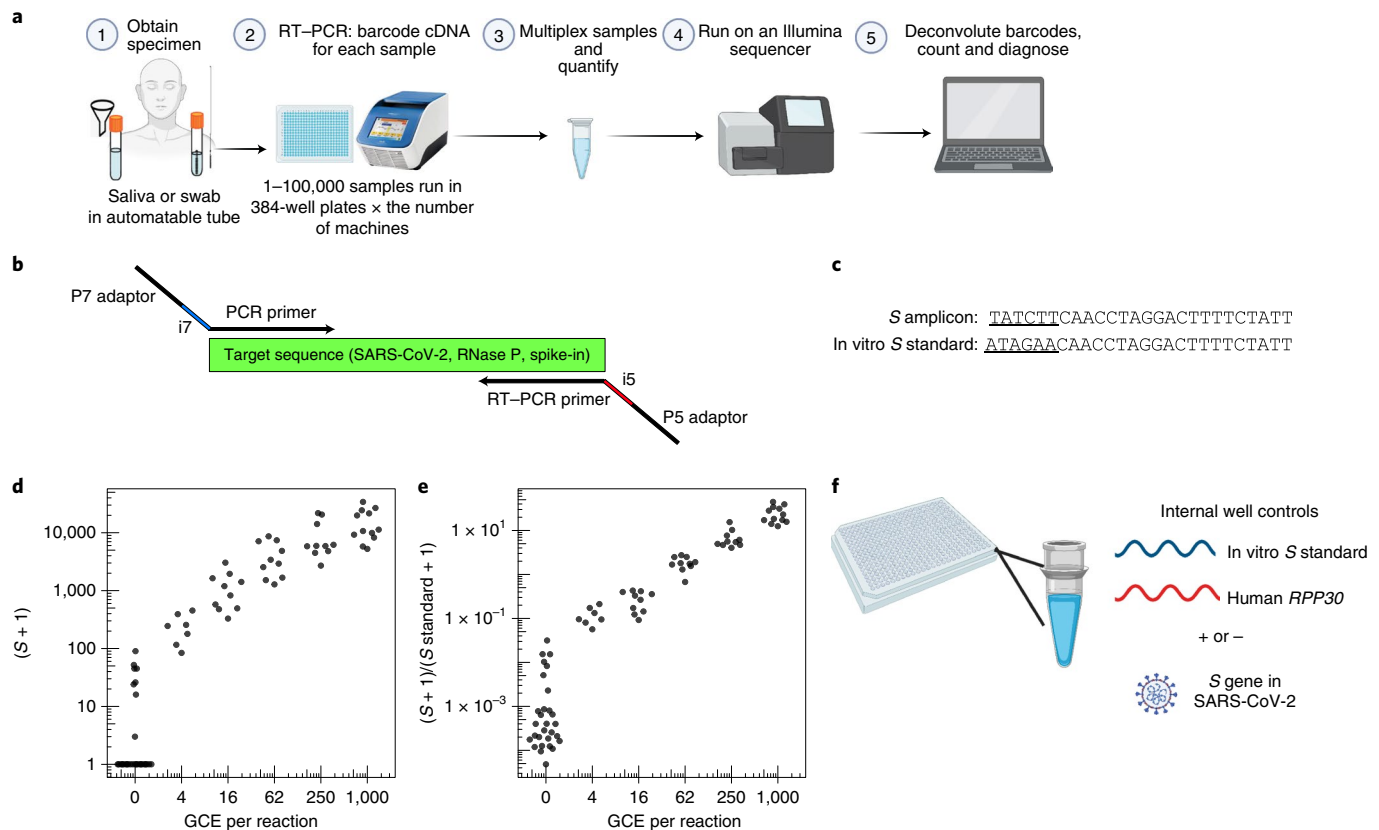 a
1
Obtain
specimen
2
RT–PCR: barcode cDNA
for each sample
3
Multiplex samples
and
quantify
4
Run on an Illumina
sequencer
5
Deconvolute barcodes,
count and diagnose
Saliva or swab
in automatable tube
1–100,000 samples run in
384-well plates × the number
of machines
b
P7 adaptor
i7
PCR primer
Target sequence (SARS-CoV-2, RNase P, spike-in)
i5
RT–PCR primer
P5 adaptor
c
S amplicon: TATCTTCAACCTAGGACTTTTCTATT
In vitro S standard: ATAGAACAACCTAGGACTTTTCTATT
d
(S + 1)
10,000
1,000
100
10
1
0 4 16 62 250 1,000
GCE per reaction
e
(S + 1)/(S standard + 1)
1 × 10¹
1 × 10⁻¹
1 × 10⁻³
0 4 16 62 250 1,000
GCE per reaction
f
Internal well controls
In vitro S standard
Human RPP30
+ or –
S gene in
SARS-CoV-2